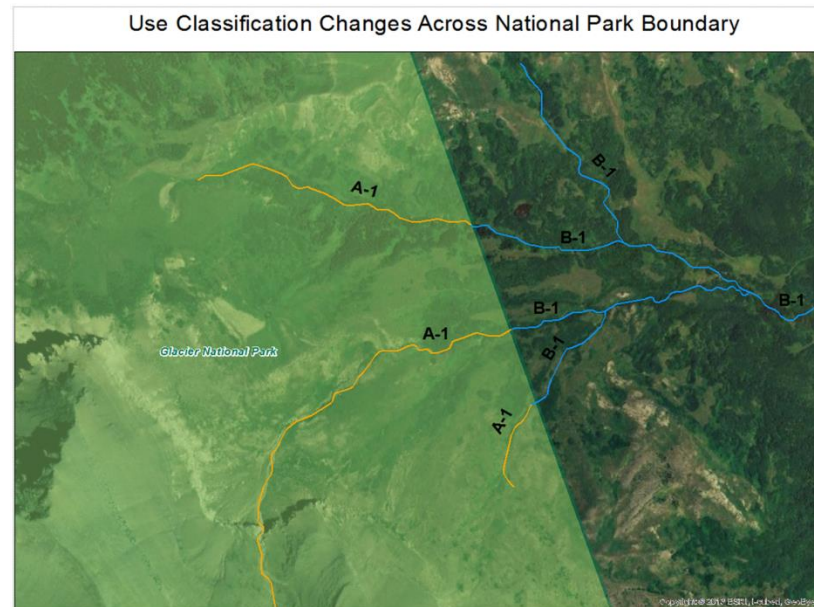 Use Classification Changes Across National Park Boundary
A-1
B-1
B-1
B-1
B-1
A-1
B-1
Glacier National Park
A-1